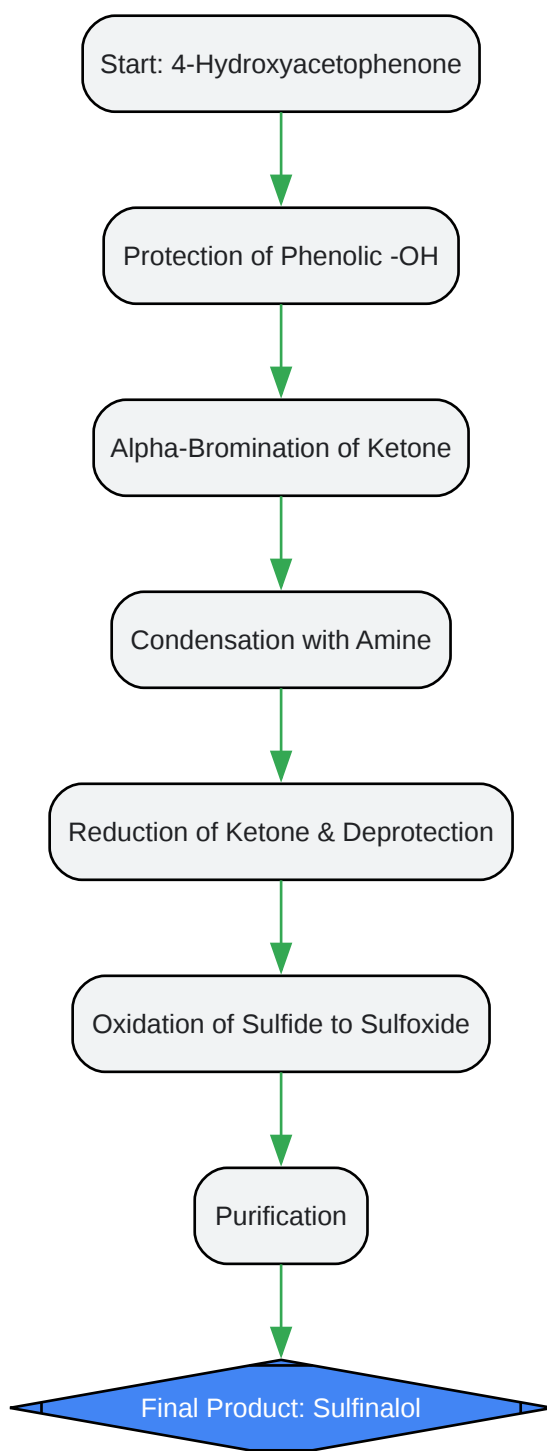 Start: 4-Hydroxyacetophenone
Protection of Phenolic -OH
Alpha-Bromination of Ketone
Condensation with Amine
Reduction of Ketone & Deprotection
Oxidation of Sulfide to Sulfoxide
Purification
Final Product: Sulfinalol